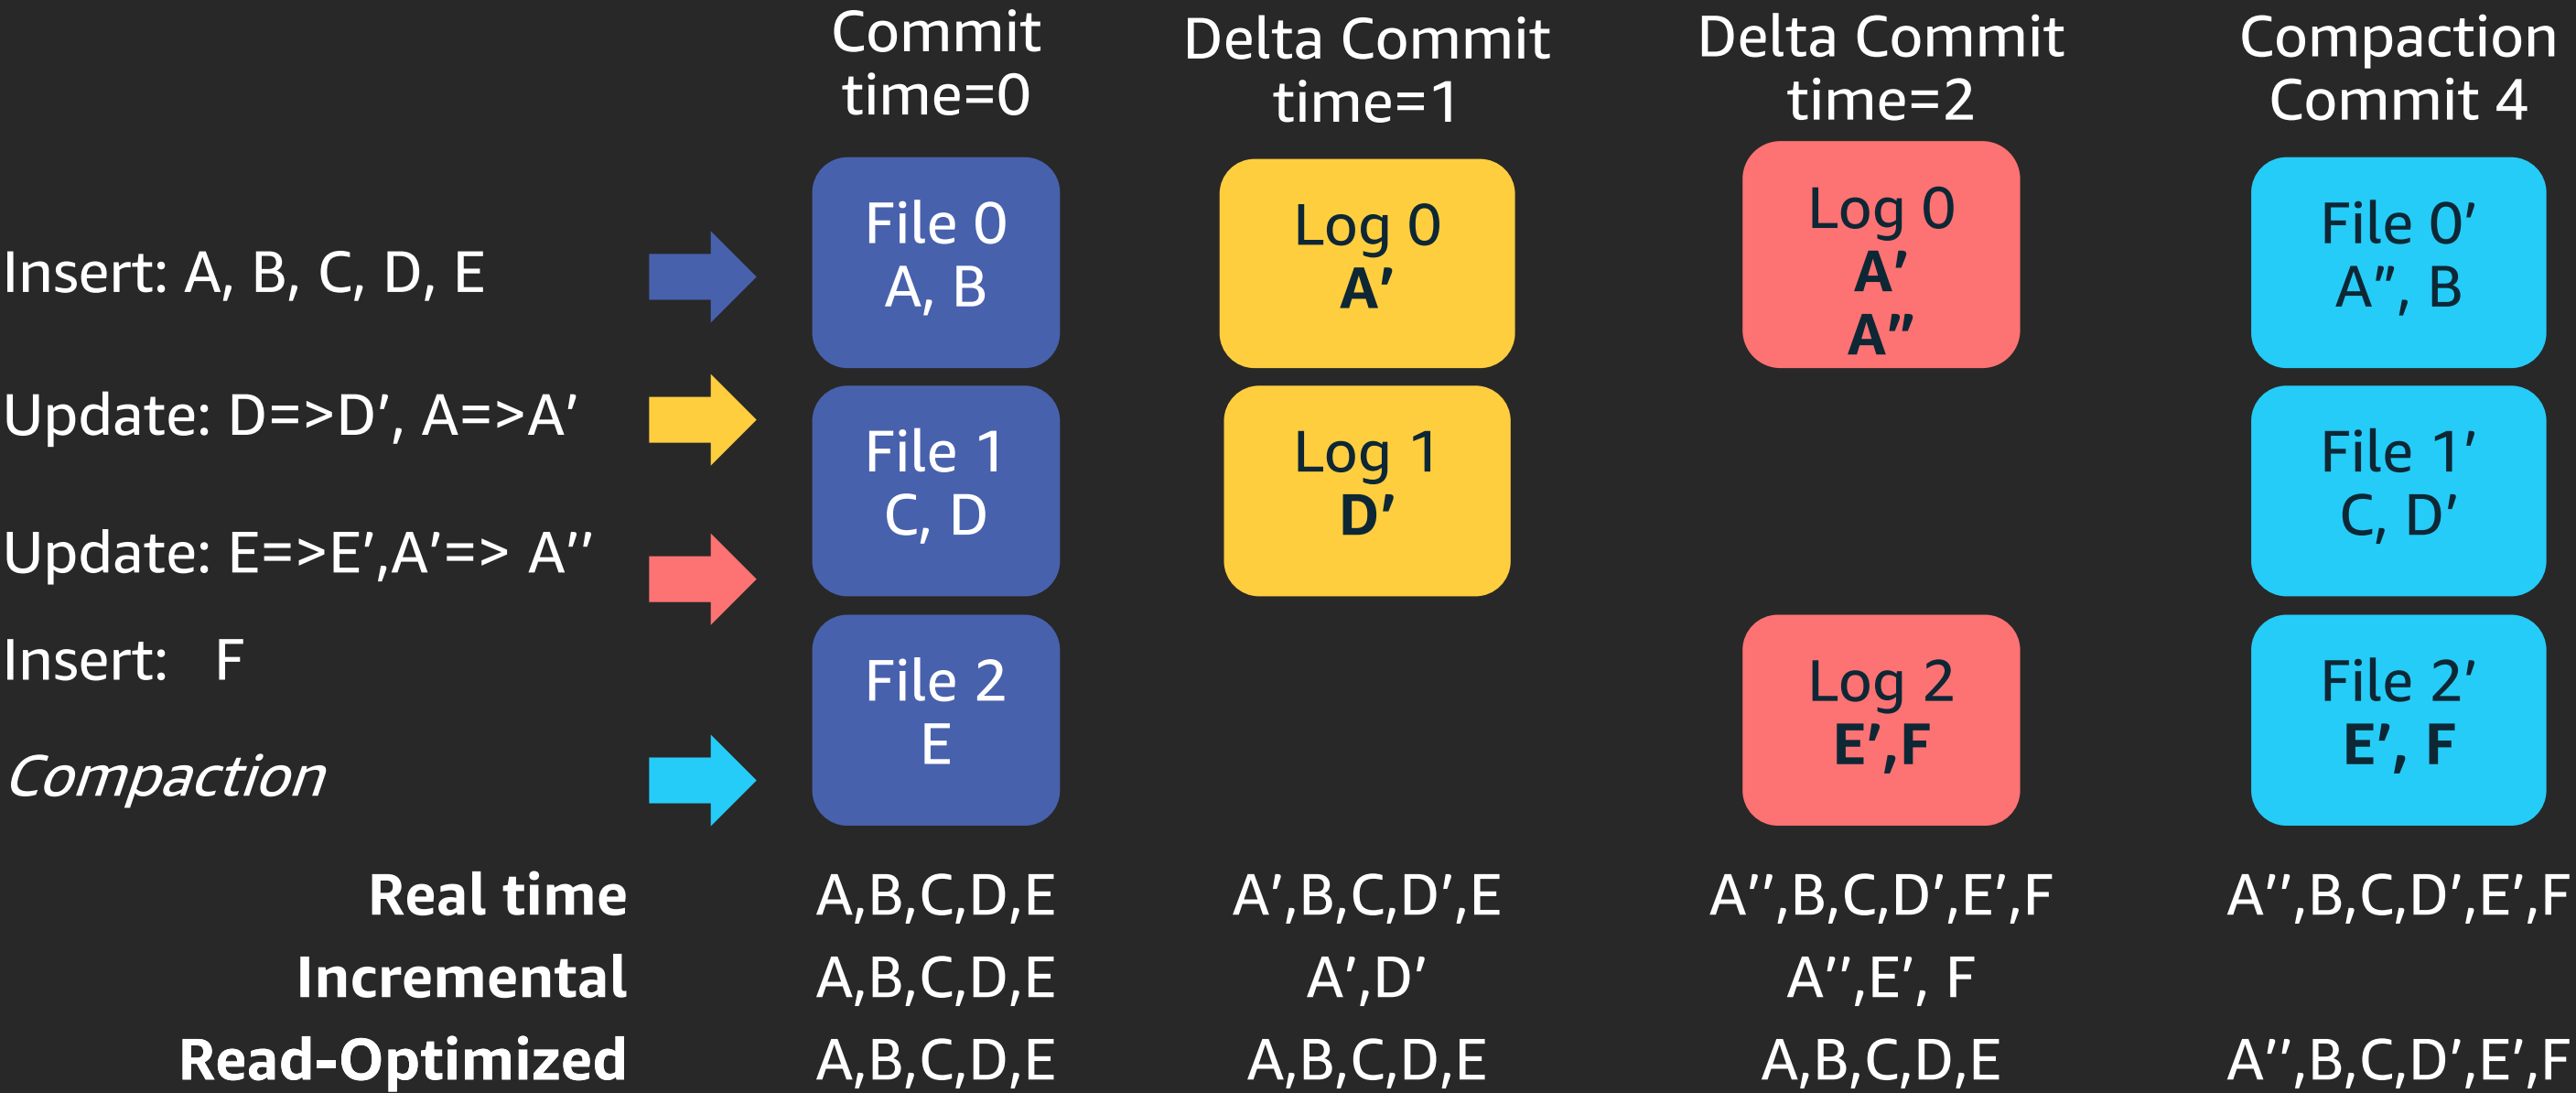 Commit
time=0
Delta Commit
time=1
Delta Commit
time=2
Compaction
Commit 4
Insert: A, B, C, D, E
Update: D=>D’, A=>A’
Update: E=>E’,A’=> A’’
Insert: F
Compaction
File 0
A, B
File 1
C, D
File 2
E
Log 0
A’
Log 1
D’
Log 0
A’
A”
Log 2
E’,F
File 0’
A”, B
File 1’
C, D’
File 2’
E’, F
Real time A,B,C,D,E A’,B,C,D’,E A’’,B,C,D’,E’,F A’’,B,C,D’,E’,F
Incremental A,B,C,D,E A’,D’ A’’,E’, F
Read-Optimized A,B,C,D,E A,B,C,D,E A,B,C,D,E A’’,B,C,D’,E’,F